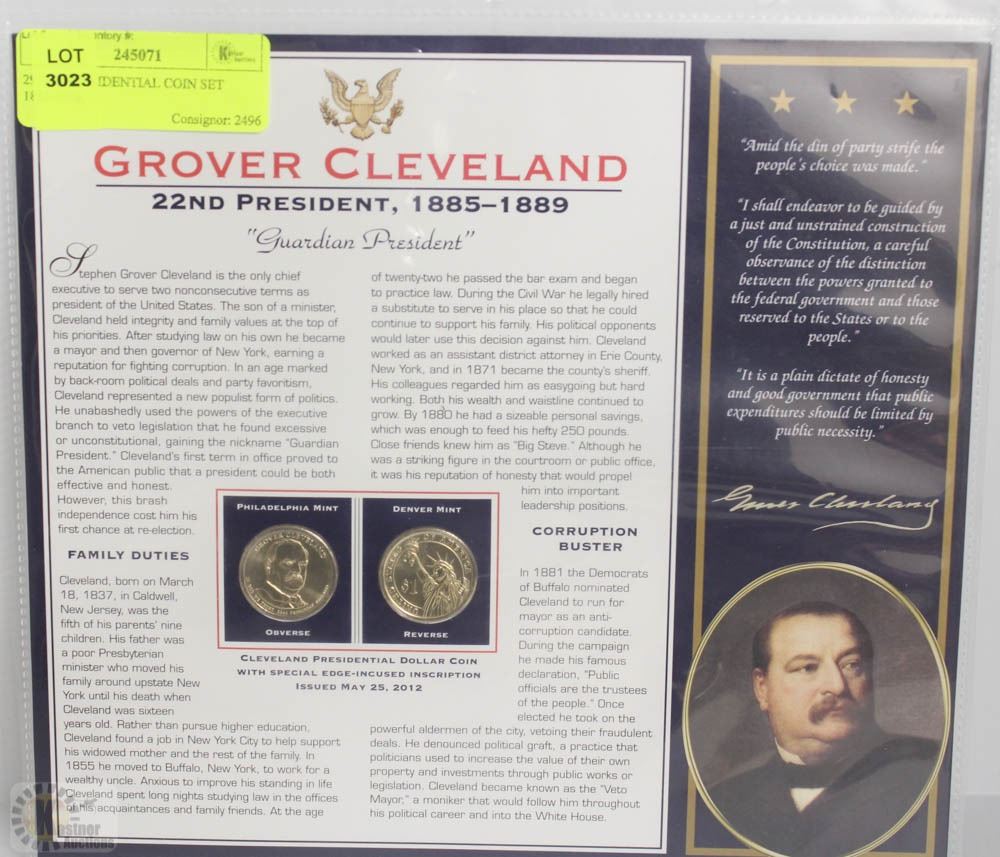 LOT
3023
ntory #:
245071
IDENTIAL COIN SET
Consignor: 2496
GROVER CLEVELAND
22ND PRESIDENT, 1885–1889
"Guardian President"
Stephen Grover Cleveland is the only chief
executive to serve two nonconsecutive terms as
president of the United States. The son of a minister,
Cleveland held integrity and family values at the top of
his priorities. After studying law on his own he became
a mayor and then governor of New York, earning a
reputation for fighting corruption. In an age marked
by back-room political deals and party favoritism,
Cleveland represented a new populist form of politics.
He unabashedly used the powers of the executive
branch to veto legislation that he found excessive
or unconstitutional, gaining the nickname "Guardian
President." Cleveland's first term in office proved to
the American public that a president could be both
effective and honest.
However, this brash
independence cost him his
first chance at re-election.
FAMILY DUTIES
Cleveland, born on March
18, 1837, in Caldwell,
New Jersey, was the
fifth of his parents' nine
children. His father was
a poor Presbyterian
minister who moved his
family around upstate New
York until his death when
Cleveland was sixteen
years old. Rather than pursue higher education,
Cleveland found a job in New York City to help support
his widowed mother and the rest of the family. In
1855 he moved to Buffalo, New York, to work for a
wealthy uncle. Anxious to improve his standing in life
Cleveland spent long nights studying law in the offices
of his acquaintances and family friends. At the age
of twenty-two he passed the bar exam and began
to practice law. During the Civil War he legally hired
a substitute to serve in his place so that he could
continue to support his family. His political opponents
would later use this decision against him. Cleveland
worked as an assistant district attorney in Erie County,
New York, and in 1871 became the county's sheriff.
His colleagues regarded him as easygoing but hard
working. Both his wealth and waistline continued to
grow. By 1880 he had a sizeable personal savings,
which was enough to feed his hefty 250 pounds.
Close friends knew him as "Big Steve." Although he
was a striking figure in the courtroom or public office,
it was his reputation of honesty that would propel
him into important
leadership positions.
CORRUPTION
BUSTER
In 1881 the Democrats
of Buffalo nominated
Cleveland to run for
mayor as an anti-
corruption candidate.
During the campaign
he made his famous
declaration, "Public
officials are the trustees
of the people." Once
elected he took on the
powerful aldermen of the city, vetoing their fraudulent
deals. He denounced political graft, a practice that
politicians used to increase the value of their own
property and investments through public works or
legislation. Cleveland became known as the "Veto
Mayor," a moniker that would follow him throughout
his political career and into the White House.
PHILADELPHIA MINT
GROVER CLEVELAND
OBVERSE
DENVER MINT
$1
REVERSE
CLEVELAND PRESIDENTIAL DOLLAR COIN
WITH SPECIAL EDGE-INCUSED INSCRIPTION
ISSUED MAY 25, 2012
"Amid the din of party strife the
people's choice was made."
"I shall endeavor to be guided by
a just and unstrained construction
of the Constitution, a careful
observance of the distinction
between the powers granted to
the federal government and those
reserved to the States or to the
people."
"It is a plain dictate of honesty
and good government that public
expenditures should be limited by
public necessity."
Grover Cleveland
Kastner
Auctions